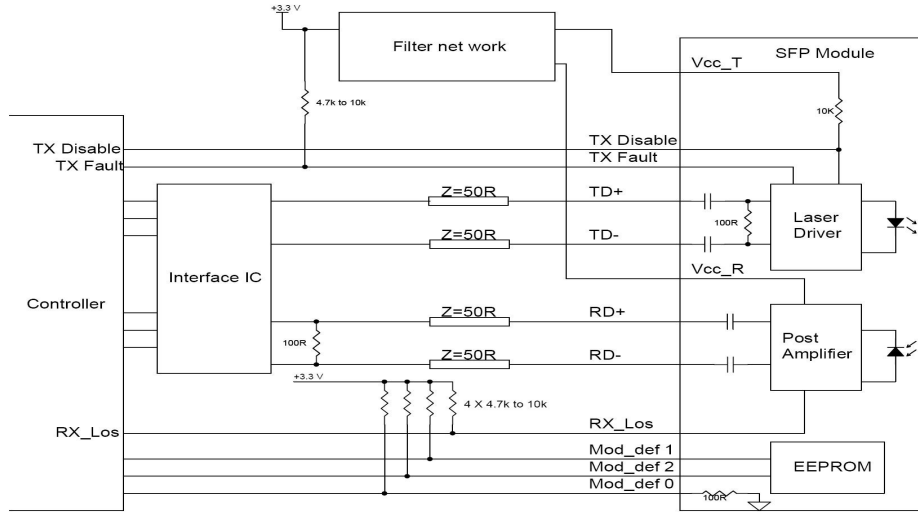 +3.3 V
Filter net work
SFP Module
Vcc_T
4.7k to 10k
10K
TX Disable
TX Disable
TX Fault
TX Fault
Z=50R
TD+
100R
Laser
Driver
Z=50R
TD-
Interface IC
Vcc_R
Controller
Z=50R
RD+
100R
Post
Amplifier
Z=50R
RD-
+3.3 V
4 X 4.7k to 10k
RX_Los
RX_Los
Mod_def 1
Mod_def 2
EEPROM
Mod_def 0
100R